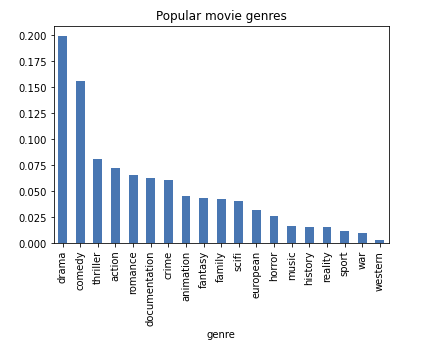 Popular movie genres
0.200
0.175
0.150
0.125
0.100
0.075
0.050
0.025
0.000
drama
comedy
thriller
action
romance
documentation
crime
animation
fantasy
family
scifi
european
horror
music
history
reality
sport
war
western
genre